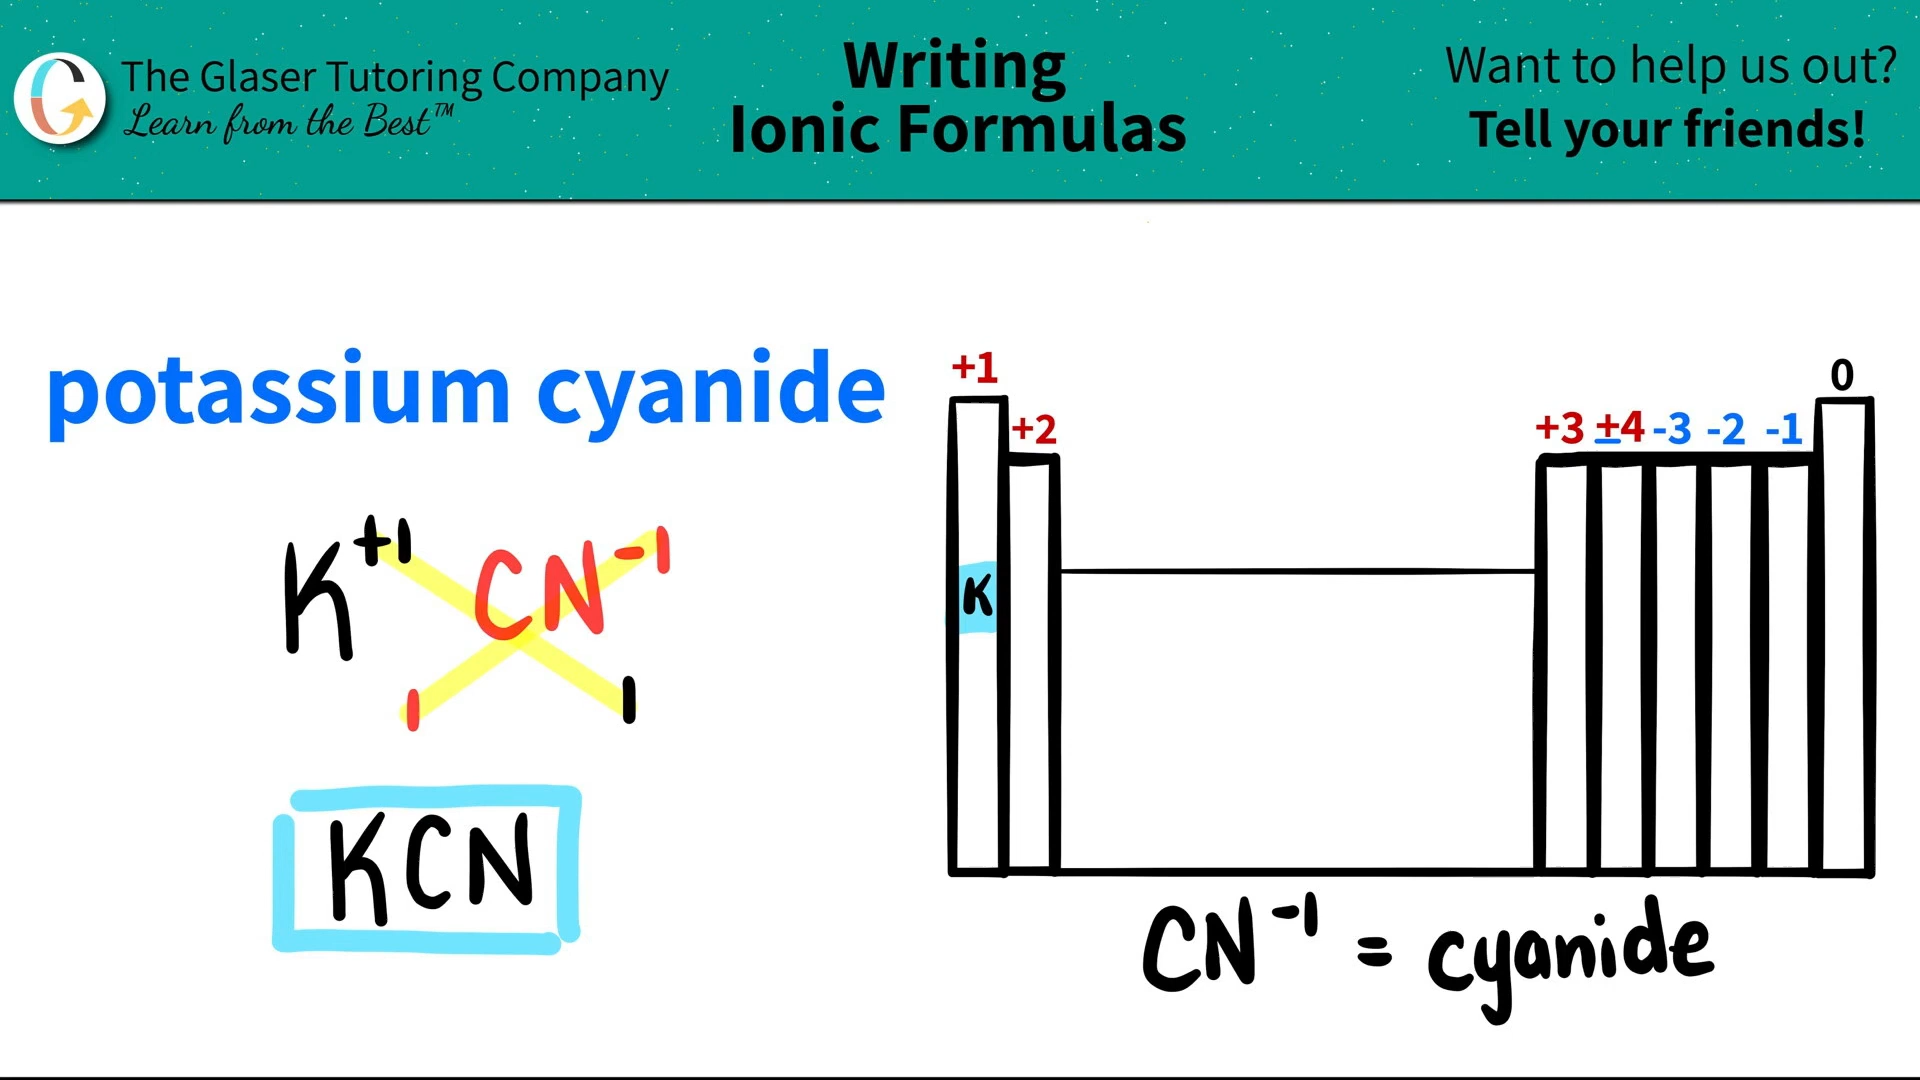 The Glaser Tutoring Company
Learn from the Best™
Writing
Ionic Formulas
Want to help us out?
Tell your friends!
potassium cyanide
K⁺¹ CN⁻¹
1 1
KCN
+1
+2
+3 ±4 -3 -2 -1
0
K
CN⁻¹ = cyanide